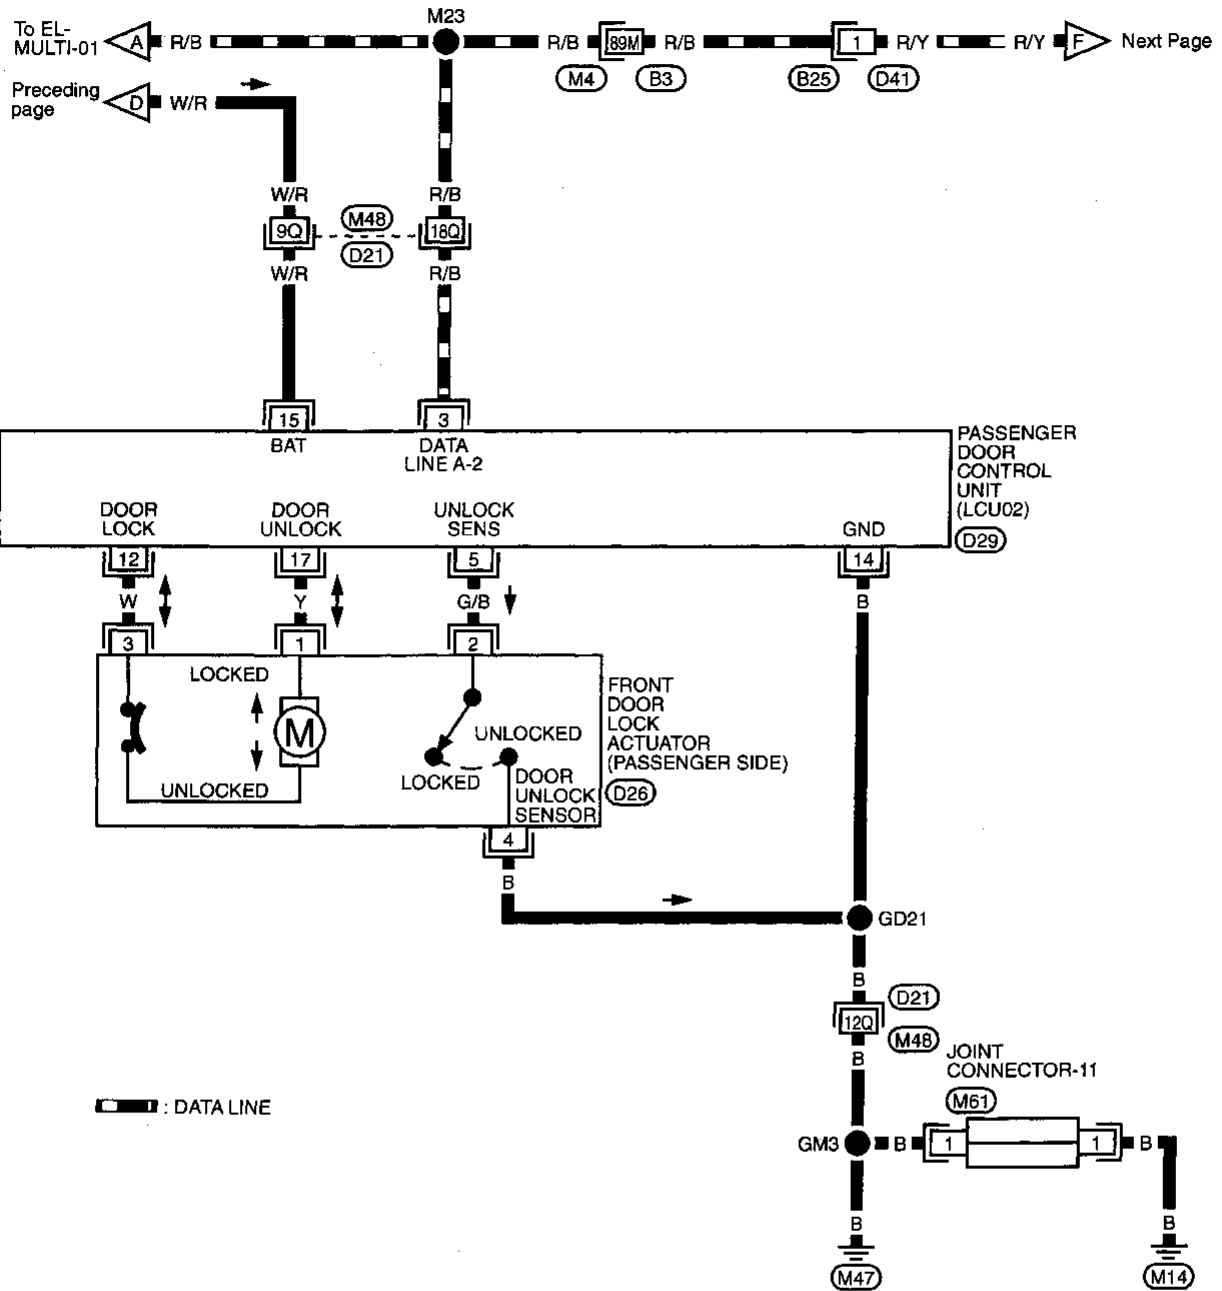 M23
To EL-
MULTI-01
A
R/B
R/B
89M
R/B
1
R/Y
R/Y
F
Next Page
M4
B3
B25
D41
Preceding
page
D
W/R
W/R
R/B
9Q
M48
18Q
D21
W/R
R/B
15
3
BAT
DATA
LINE A-2
PASSENGER
DOOR
CONTROL
UNIT
(LCU02)
D29
DOOR
LOCK
DOOR
UNLOCK
UNLOCK
SENS
GND
12
17
5
14
W
Y
G/B
B
3
1
2
LOCKED
M
UNLOCKED
UNLOCKED
LOCKED
DOOR
UNLOCK
SENSOR
FRONT
DOOR
LOCK
ACTUATOR
(PASSENGER SIDE)
D26
4
B
GD21
B
D21
12Q
M48
B
JOINT
CONNECTOR-11
M61
: DATA LINE
GM3
B
1
1
B
B
B
M47
M14